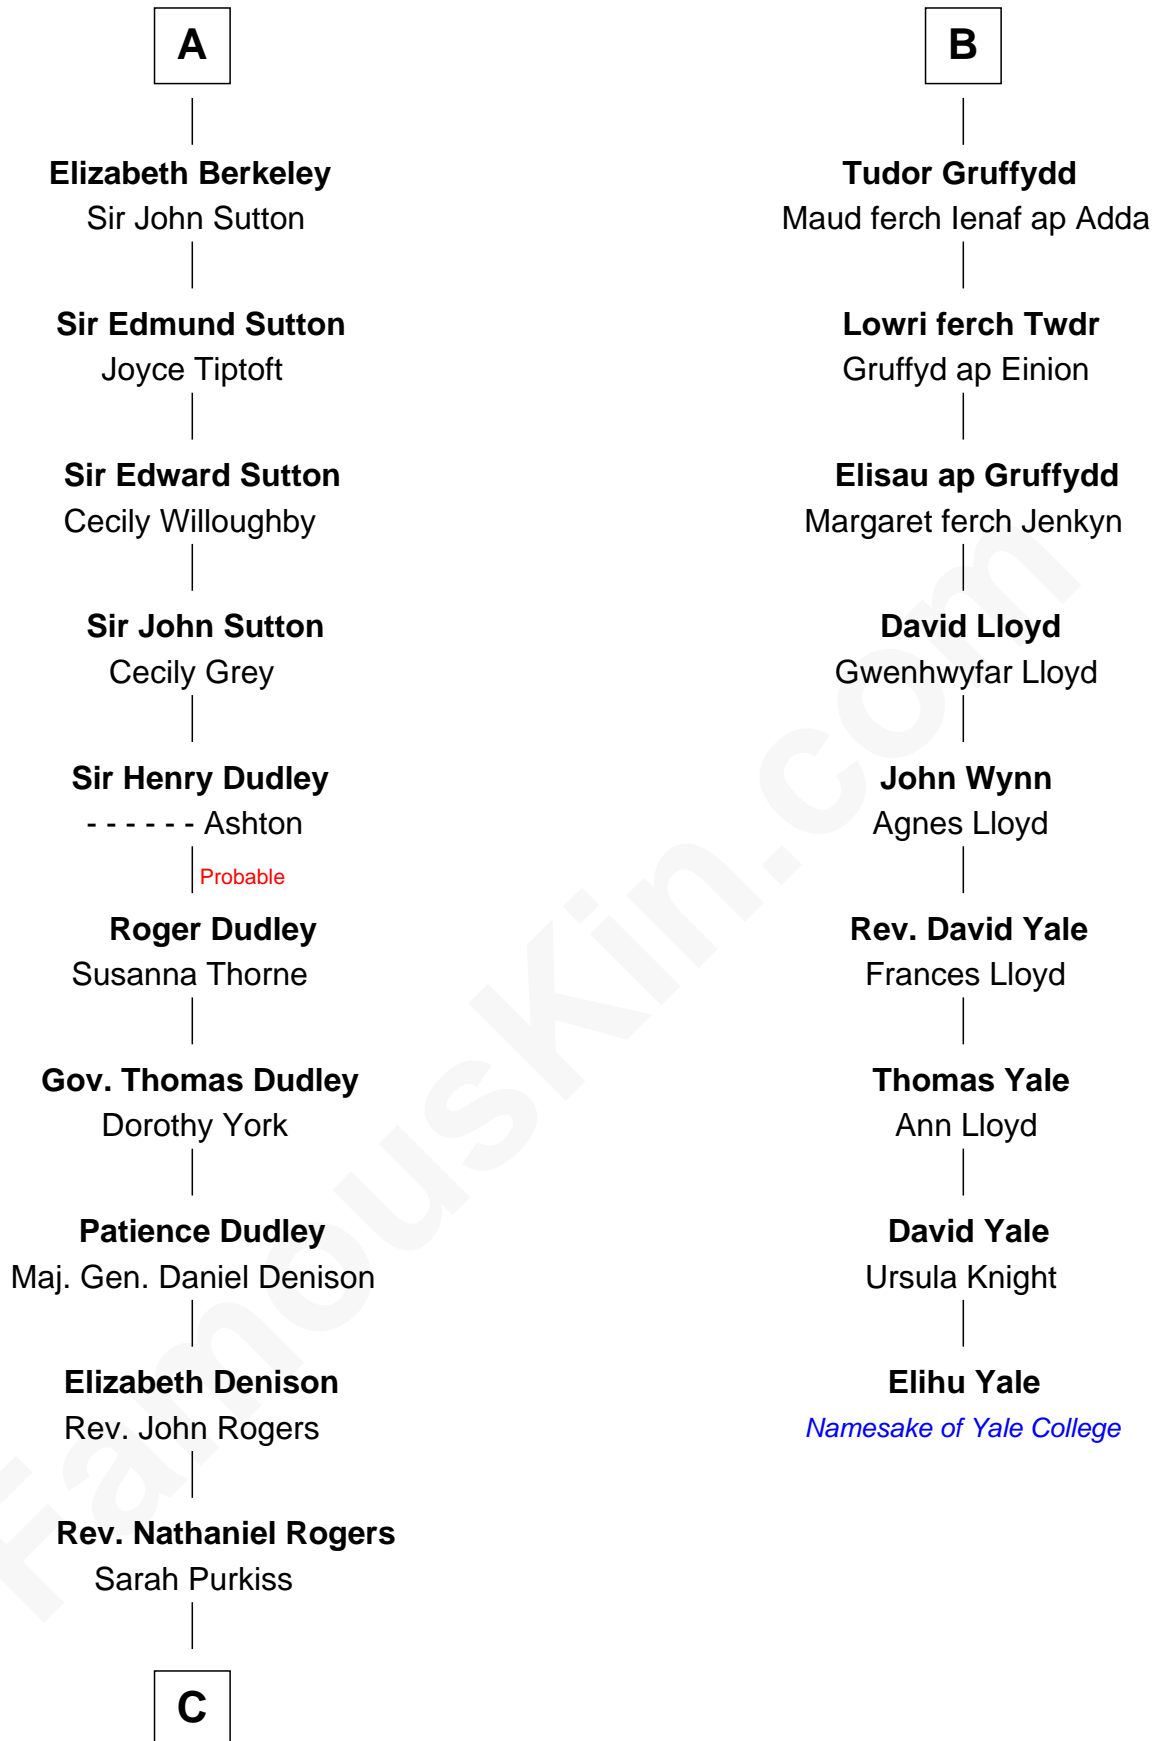 A
Elizabeth Berkeley
Sir John Sutton
Sir Edmund Sutton
Joyce Tiptoft
Sir Edward Sutton
Cecily Willoughby
Sir John Sutton
Cecily Grey
Sir Henry Dudley
- - - - - - Ashton
Probable
Roger Dudley
Susanna Thorne
Gov. Thomas Dudley
Dorothy York
Patience Dudley
Maj. Gen. Daniel Denison
Elizabeth Denison
Rev. John Rogers
Rev. Nathaniel Rogers
Sarah Purkiss
C
B
Tudor Gruffydd
Maud ferch Ienaf ap Adda
Lowri ferch Twdr
Gruffyd ap Einion
Elisau ap Gruffydd
Margaret ferch Jenkyn
David Lloyd
Gwenhwyfar Lloyd
John Wynn
Agnes Lloyd
Rev. David Yale
Frances Lloyd
Thomas Yale
Ann Lloyd
David Yale
Ursula Knight
Elihu Yale
Namesake of Yale College
FamousKin.com